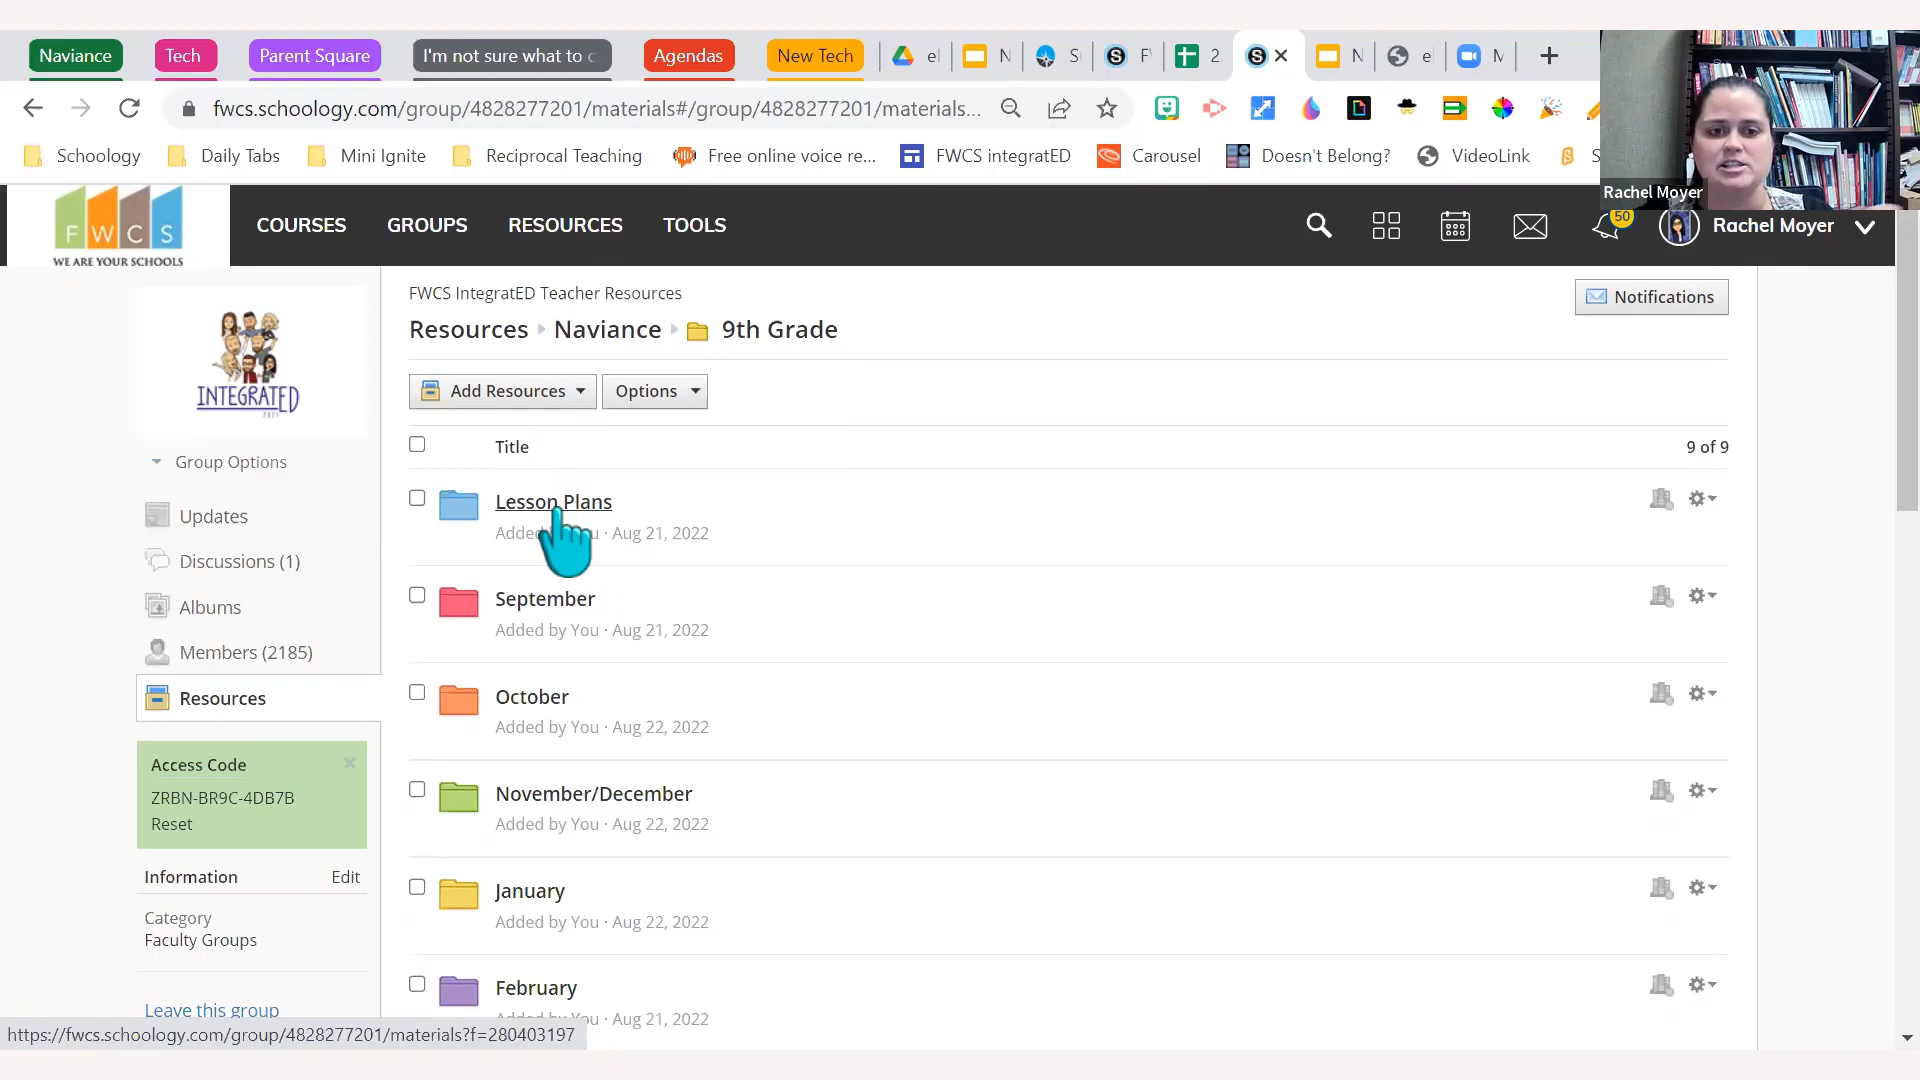 Naviance
Tech
Parent Square
I'm not sure what to c
Agendas
New Tech
el
N
S
F
2
N
e
M
fwcs.schoology.com/group/4828277201/materials#/group/4828277201/materials...
Schoology
Daily Tabs
Mini Ignite
Reciprocal Teaching
Free online voice re...
FWCS integratED
Carousel
Doesn't Belong?
VideoLink
S
Rachel Moyer
FWCS
WE ARE YOUR SCHOOLS
COURSES
GROUPS
RESOURCES
TOOLS
50
Rachel Moyer
INTEGRATED
Group Options
Updates
Discussions (1)
Albums
Members (2185)
Resources
Access Code
ZRBN-BR9C-4DB7B
Reset
Information
Edit
Category
Faculty Groups
Leave this group
FWCS IntegratED Teacher Resources
Notifications
Resources Naviance 9th Grade
Add Resources
Options
Title
9 of 9
Lesson Plans
Added · Aug 21, 2022
September
Added by You · Aug 21, 2022
October
Added by You · Aug 22, 2022
November/December
Added by You · Aug 22, 2022
January
Added by You · Aug 22, 2022
February
Added by You · Aug 21, 2022
https://fwcs.schoology.com/group/4828277201/materials?f=280403197